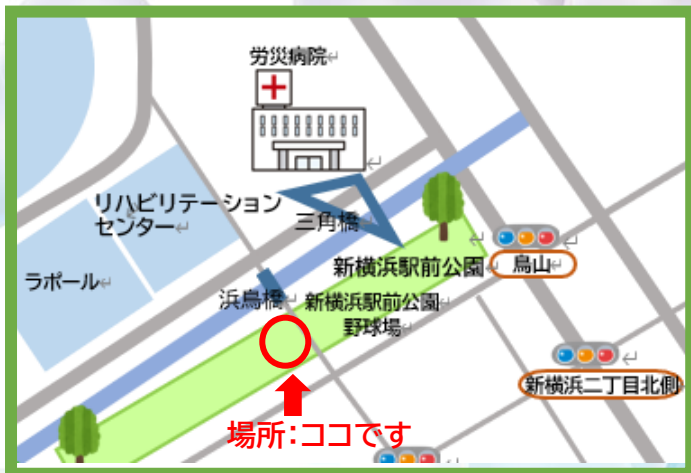 労災病院
リハビリテーション
センター
三角橋
ラポール
新横浜駅前公園
鳥山
浜鳥橋
新横浜駅前公園
野球場
新横浜二丁目北側
場所：ココです